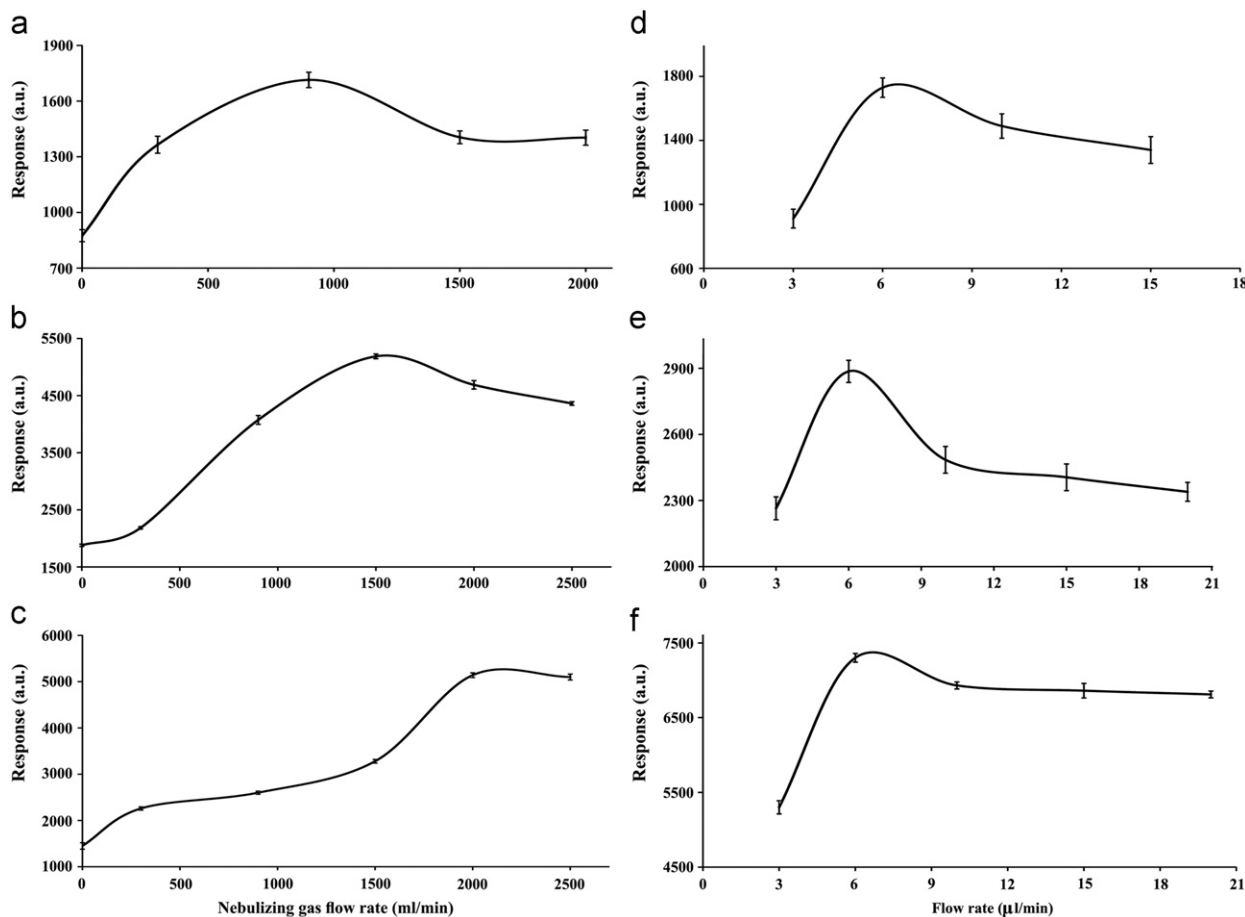 a
Response (a.u.)
1900
1600
1300
1000
700
0 500 1000 1500 2000
b
Response (a.u.)
5500
4500
3500
2500
1500
0 500 1000 1500 2000 2500
c
Response (a.u.)
6000
5000
4000
3000
2000
1000
0 500 1000 1500 2000 2500
Nebulizing gas flow rate (ml/min)
d
Response (a.u.)
1800
1400
1000
600
0 3 6 9 12 15 18
e
Response (a.u.)
2900
2600
2300
2000
0 3 6 9 12 15 18 21
f
Response (a.u.)
7500
6500
5500
4500
0 3 6 9 12 15 18 21
Flow rate (μl/min)